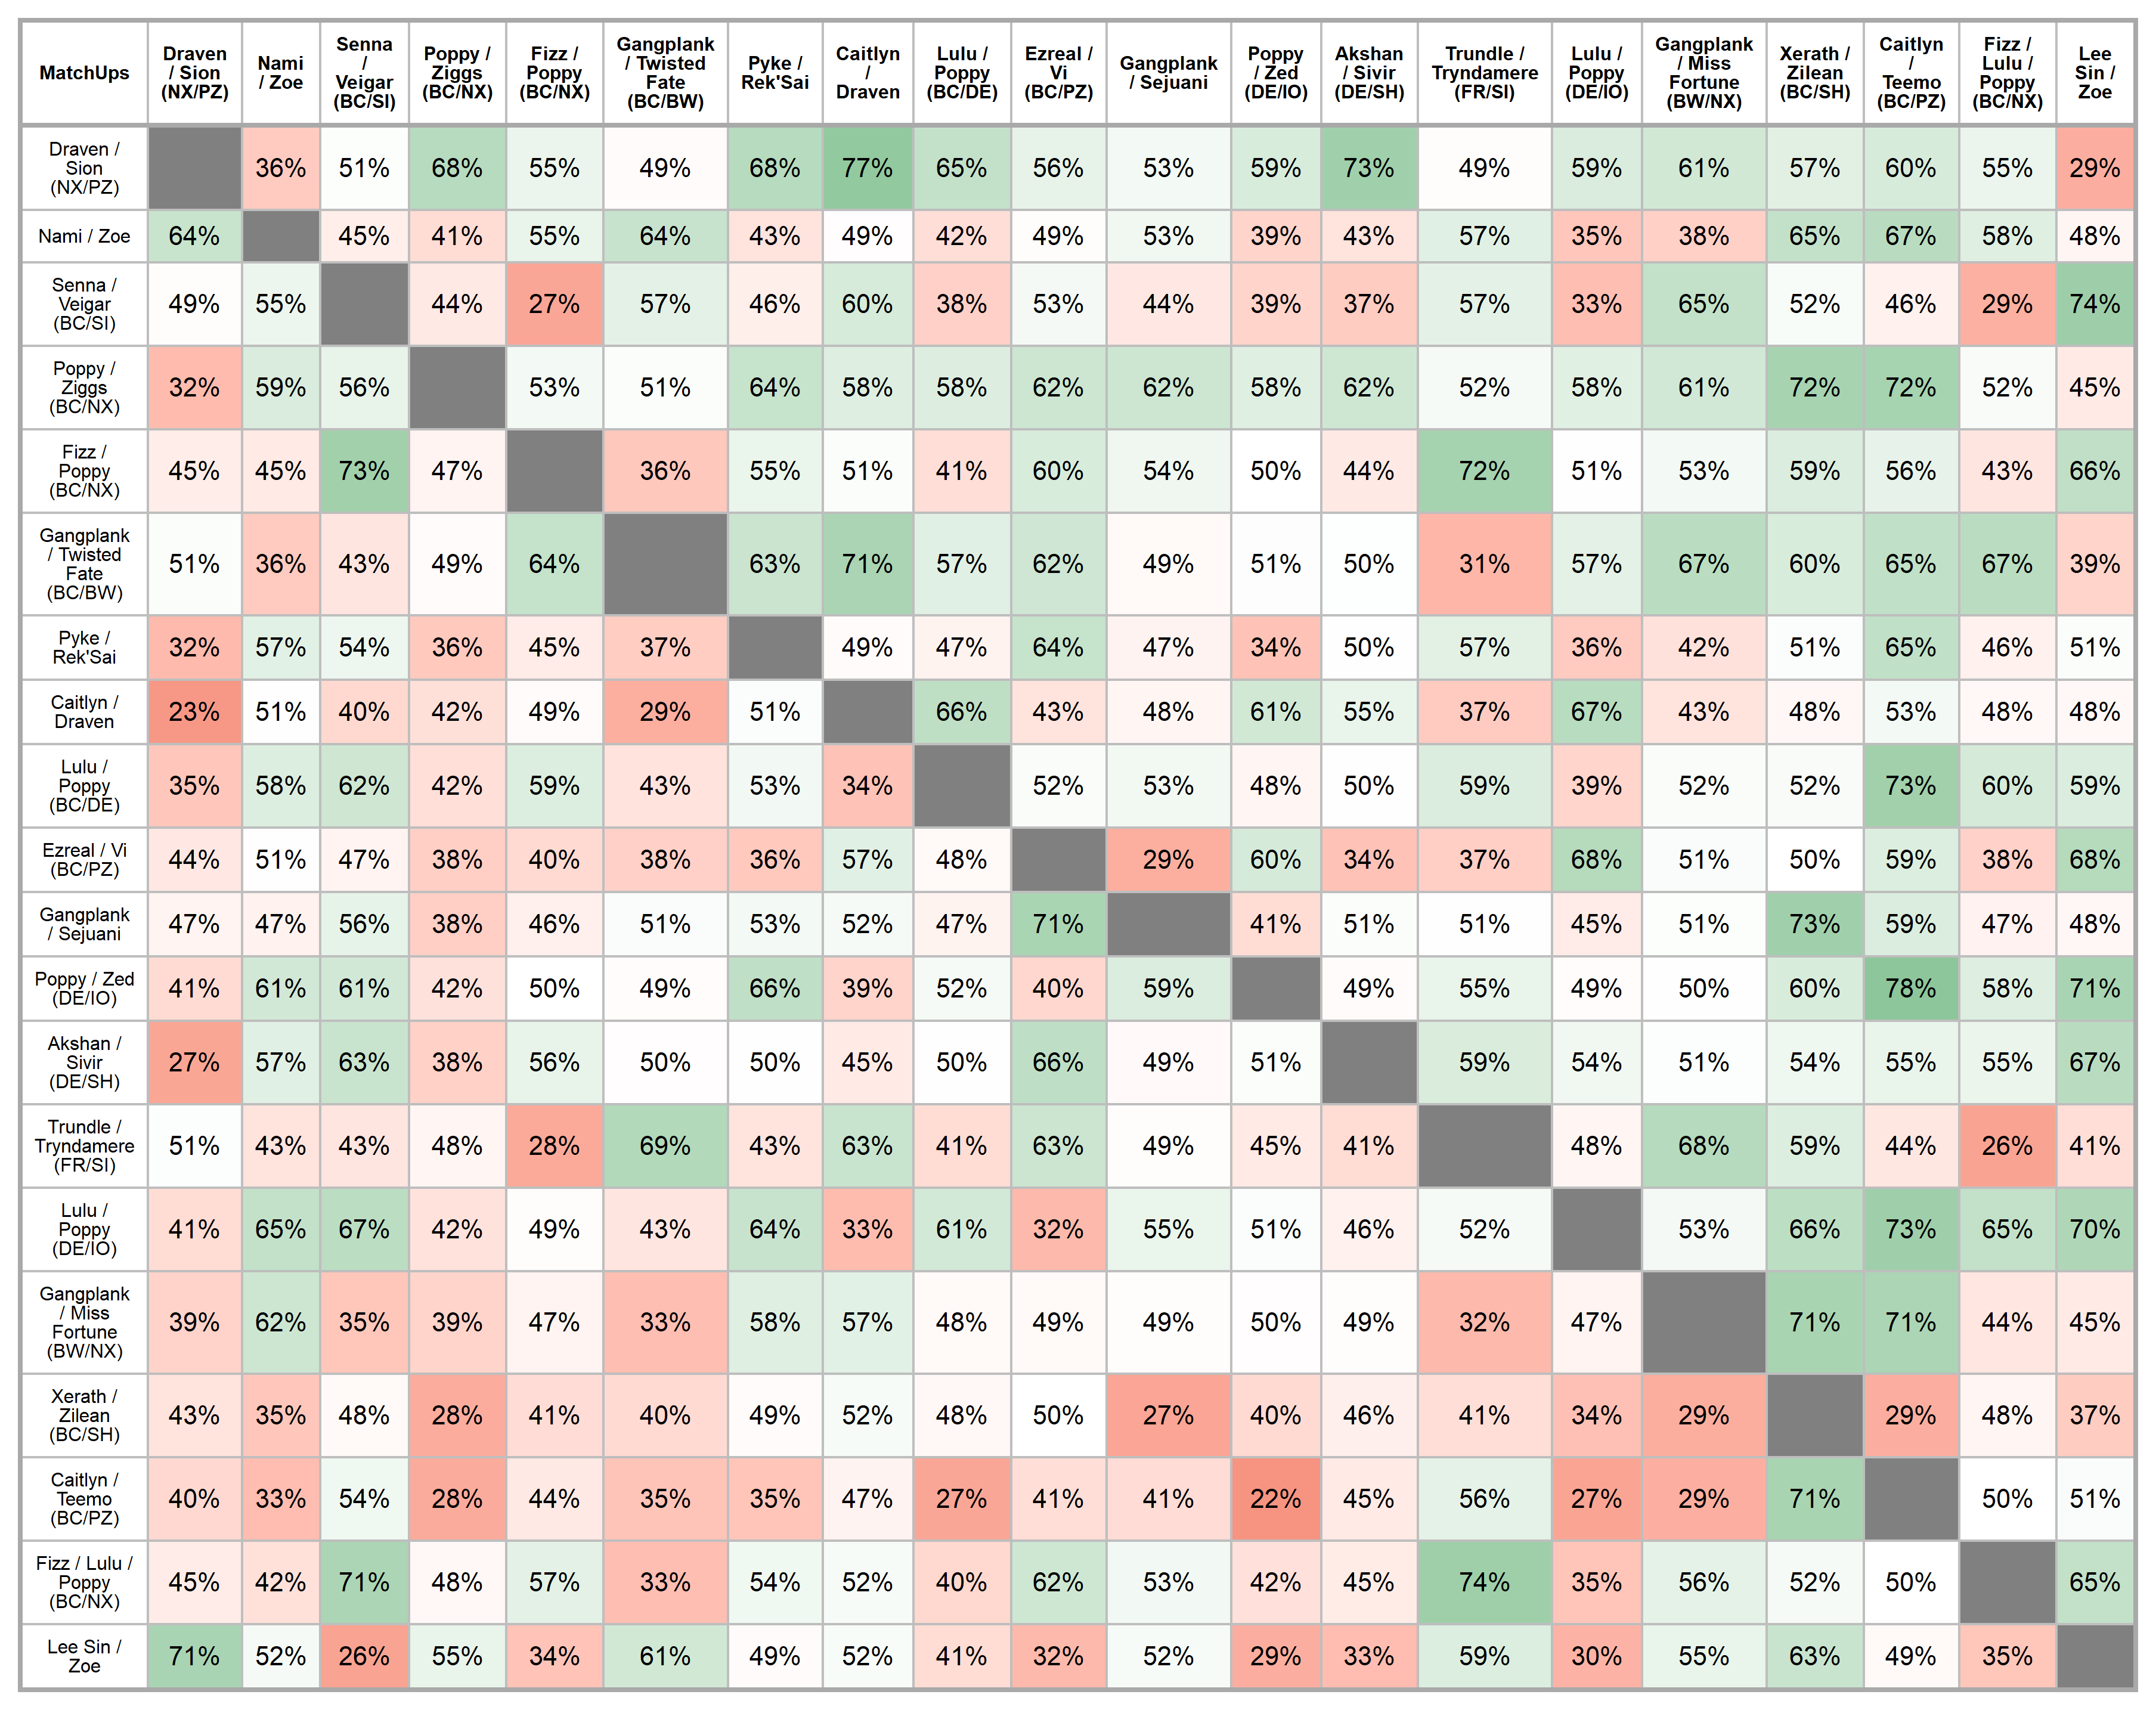 MatchUps Draven / Sion (NX/PZ) Nami / Zoe Senna / Veigar (BC/SI) Poppy / Ziggs (BC/NX) Fizz / Poppy (BC/NX) Gangplank / Twisted Fate (BC/BW) Pyke / Rek'Sai Caitlyn / Draven Lulu / Poppy (BC/DE) Ezreal / Vi (BC/PZ) Gangplank / Sejuani Poppy / Zed (DE/IO) Akshan / Sivir (DE/SH) Trundle / Tryndamere (FR/SI) Lulu / Poppy (DE/IO) Gangplank / Miss Fortune (BW/NX) Xerath / Zilean (BC/SH) Caitlyn / Teemo (BC/PZ) Fizz / Lulu / Poppy (BC/NX) Lee Sin / Zoe
Draven / Sion (NX/PZ) 36% 51% 68% 55% 49% 68% 77% 65% 56% 53% 59% 73% 49% 59% 61% 57% 60% 55% 29%
Nami / Zoe 64% 45% 41% 55% 64% 43% 49% 42% 49% 53% 39% 43% 57% 35% 38% 65% 67% 58% 48%
Senna / Veigar (BC/SI) 49% 55% 44% 27% 57% 46% 60% 38% 53% 44% 39% 37% 57% 33% 65% 52% 46% 29% 74%
Poppy / Ziggs (BC/NX) 32% 59% 56% 53% 51% 64% 58% 58% 62% 62% 58% 62% 52% 58% 61% 72% 72% 52% 45%
Fizz / Poppy (BC/NX) 45% 45% 73% 47% 36% 55% 51% 41% 60% 54% 50% 44% 72% 51% 53% 59% 56% 43% 66%
Gangplank / Twisted Fate (BC/BW) 51% 36% 43% 49% 64% 63% 71% 57% 62% 49% 51% 50% 31% 57% 67% 60% 65% 67% 39%
Pyke / Rek'Sai 32% 57% 54% 36% 45% 37% 49% 47% 64% 47% 34% 50% 57% 36% 42% 51% 65% 46% 51%
Caitlyn / Draven 23% 51% 40% 42% 49% 29% 51% 66% 43% 48% 61% 55% 37% 67% 43% 48% 53% 48% 48%
Lulu / Poppy (BC/DE) 35% 58% 62% 42% 59% 43% 53% 34% 52% 53% 48% 50% 59% 39% 52% 52% 73% 60% 59%
Ezreal / Vi (BC/PZ) 44% 51% 47% 38% 40% 38% 36% 57% 48% 29% 60% 34% 37% 68% 51% 50% 59% 38% 68%
Gangplank / Sejuani 47% 47% 56% 38% 46% 51% 53% 52% 47% 71% 41% 51% 51% 45% 51% 73% 59% 47% 48%
Poppy / Zed (DE/IO) 41% 61% 61% 42% 50% 49% 66% 39% 52% 40% 59% 49% 55% 49% 50% 60% 78% 58% 71%
Akshan / Sivir (DE/SH) 27% 57% 63% 38% 56% 50% 50% 45% 50% 66% 49% 51% 59% 54% 51% 54% 55% 55% 67%
Trundle / Tryndamere (FR/SI) 51% 43% 43% 48% 28% 69% 43% 63% 41% 63% 49% 45% 41% 48% 68% 59% 44% 26% 41%
Lulu / Poppy (DE/IO) 41% 65% 67% 42% 49% 43% 64% 33% 61% 32% 55% 51% 46% 52% 53% 66% 73% 65% 70%
Gangplank / Miss Fortune (BW/NX) 39% 62% 35% 39% 47% 33% 58% 57% 48% 49% 49% 50% 49% 32% 47% 71% 71% 44% 45%
Xerath / Zilean (BC/SH) 43% 35% 48% 28% 41% 40% 49% 52% 48% 50% 27% 40% 46% 41% 34% 29% 29% 48% 37%
Caitlyn / Teemo (BC/PZ) 40% 33% 54% 28% 44% 35% 35% 47% 27% 41% 41% 22% 45% 56% 27% 29% 71% 50% 51%
Fizz / Lulu / Poppy (BC/NX) 45% 42% 71% 48% 57% 33% 54% 52% 40% 62% 53% 42% 45% 74% 35% 56% 52% 50% 65%
Lee Sin / Zoe 71% 52% 26% 55% 34% 61% 49% 52% 41% 32% 52% 29% 33% 59% 30% 55% 63% 49% 35%